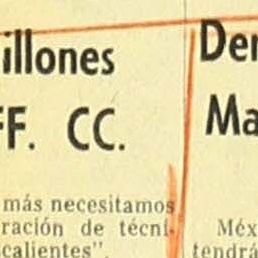 illones
FF. CC.
más necesitamos
ración de técni-
calientes".
Der
Ma
Méx
tendrá